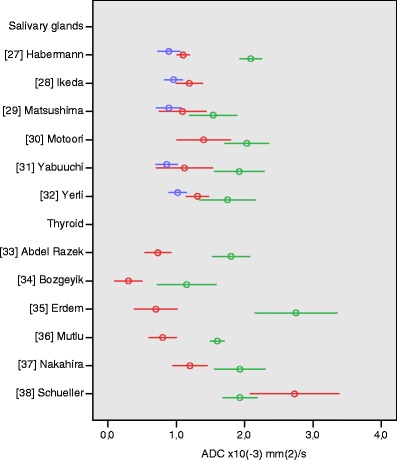 Salivary glands
[27] Habermann
[28] Ikeda
[29] Matsushima
[30] Motoori
[31] Yabuuchi
[32] Yerli
Thyroid
[33] Abdel Razek
[34] Bozgeyik
[35] Erdem
[36] Mutlu
[37] Nakahira
[38] Schueller
0,0 1,0 2,0 3,0 4,0
ADC x10(-3) mm(2)/s